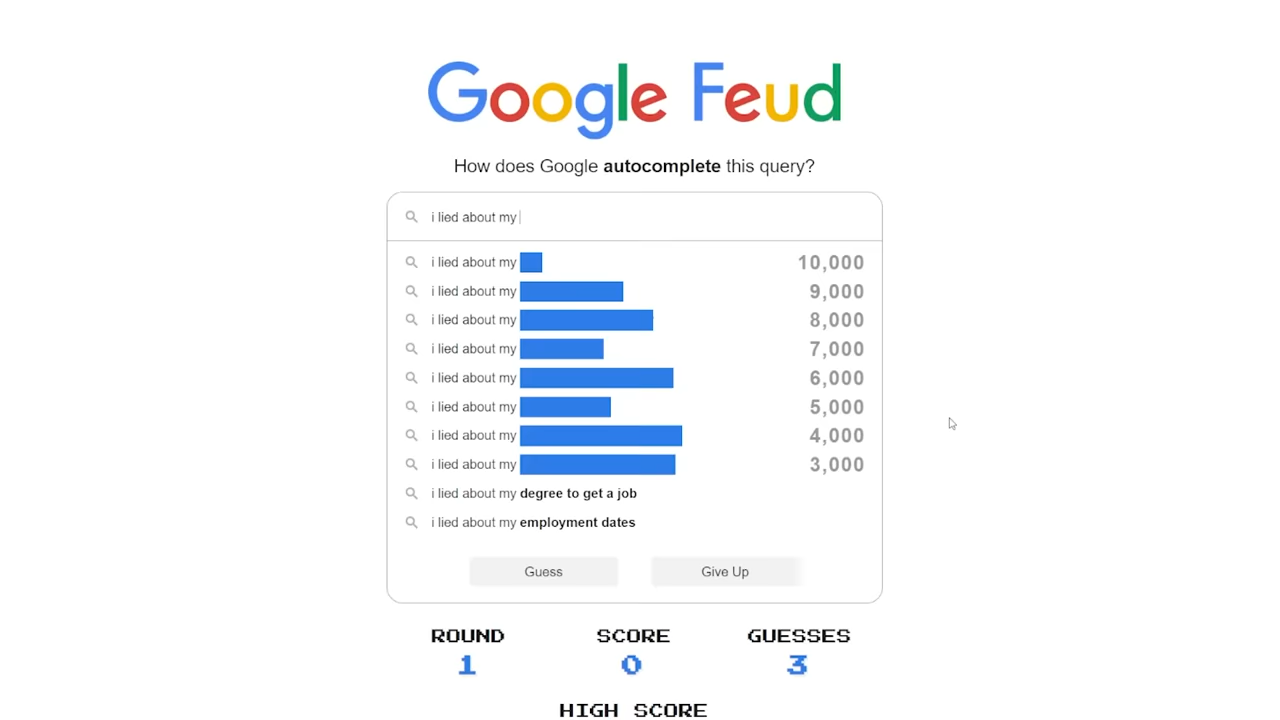 Google Feud
How does Google autocomplete this query?
i lied about my
i lied about my 10,000
i lied about my 9,000
i lied about my 8,000
i lied about my 7,000
i lied about my 6,000
i lied about my 5,000
i lied about my 4,000
i lied about my 3,000
i lied about my degree to get a job
i lied about my employment dates
Guess Give Up
ROUND SCORE GUESSES
1 0 3
HIGH SCORE